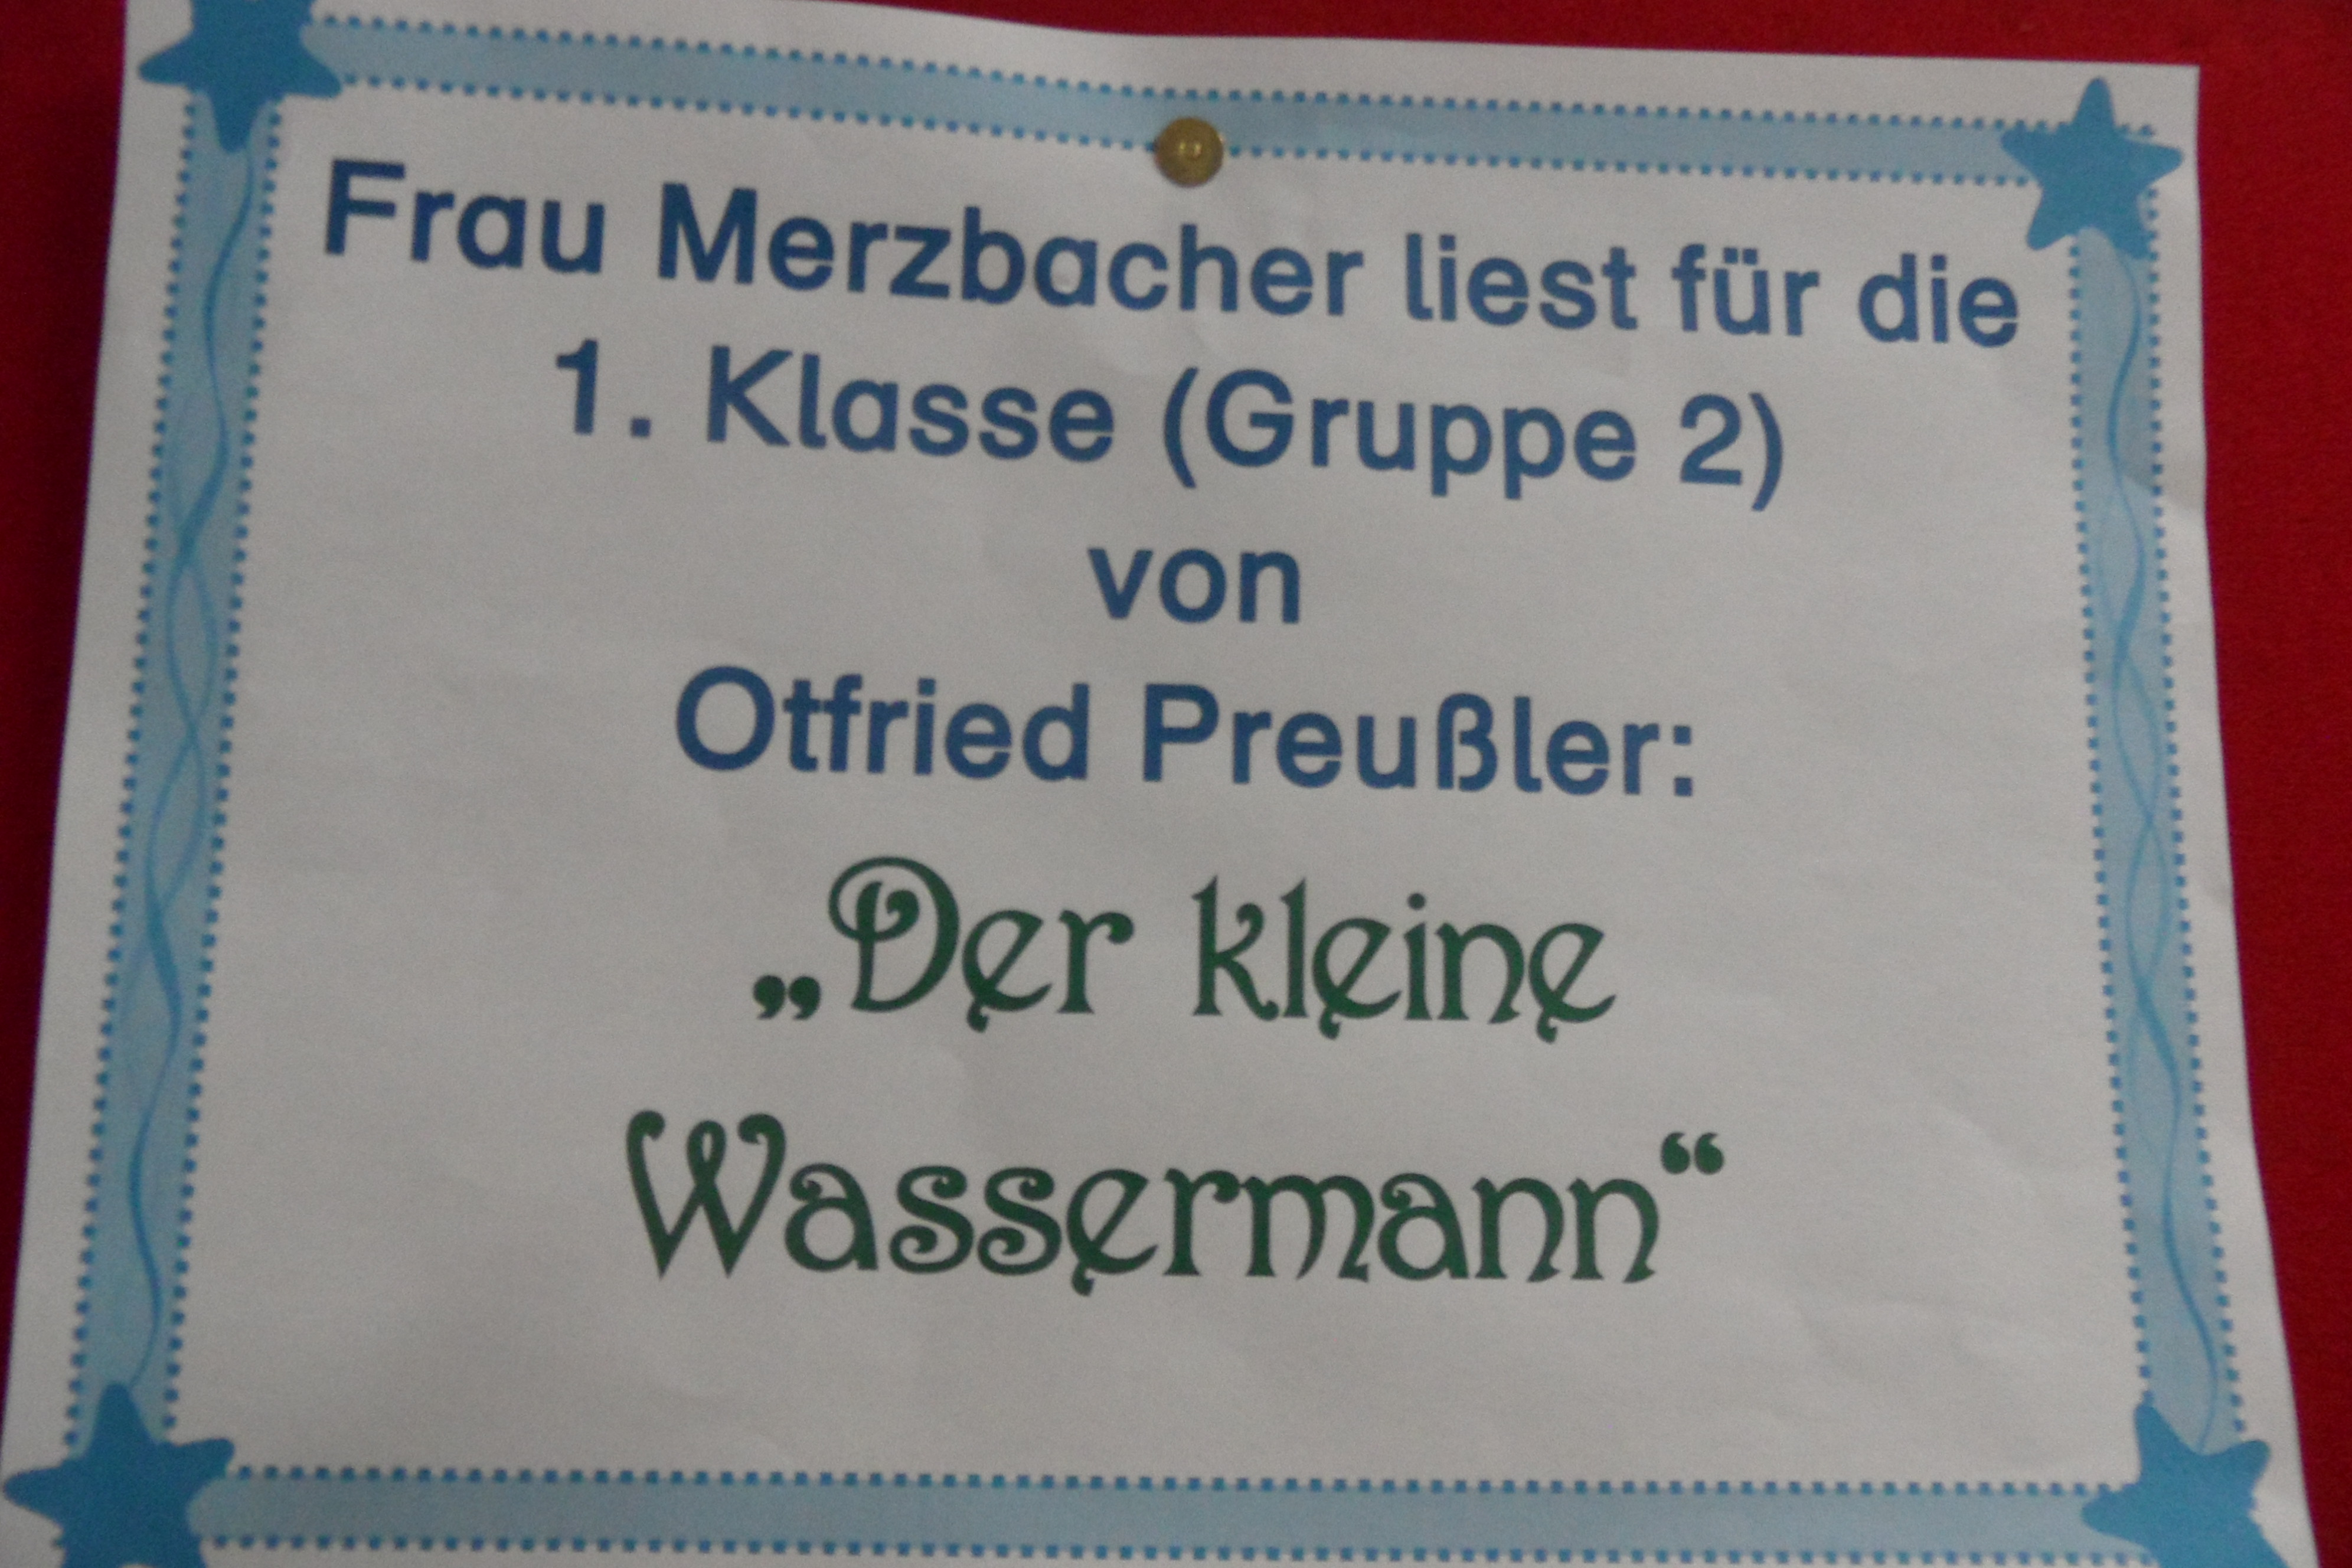 Frau Merzbacher liest für die
1. Klasse (Gruppe 2)
von
Otfried Preußler:
„Der kleine
Wassermann“